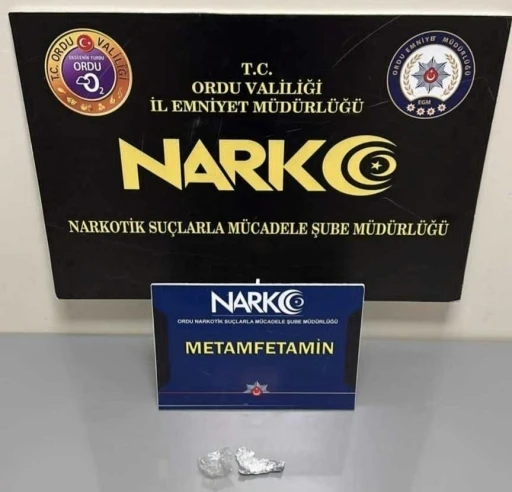 T.C. ORDU VALİLİĞİ
ORDU
O2
ORDU EMNİYET MÜDÜRLÜĞÜ
EGM
T.C.
ORDU VALİLİĞİ
İL EMNİYET MÜDÜRLÜĞÜ
NARKO
NARKOTİK SUÇLARLA MÜCADELE ŞUBE MÜDÜRLÜĞÜ
NARKO
ORDU NARKOTİK SUÇLARLA MÜCADELE ŞUBE MÜDÜRLÜĞÜ
METAMFETAMİN